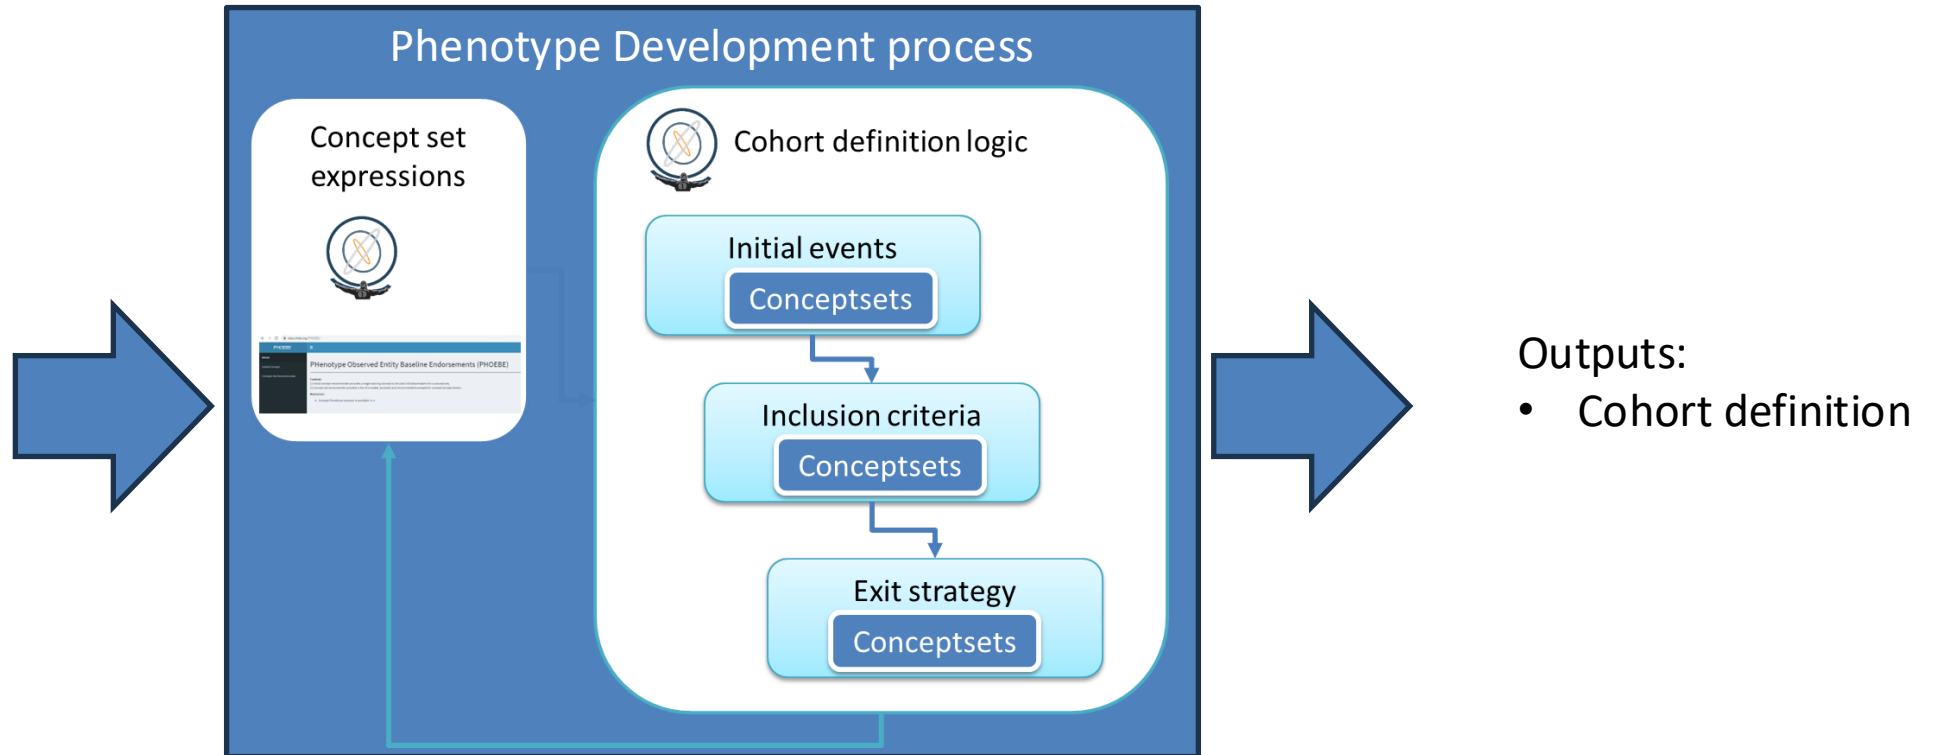 Phenotype Development process
Concept set
expressions
PHOEBE
PHenotype Observed Entity Baseline Endorsements (PHOEBE)
Cohort definition logic
Initial events
Conceptsets
Inclusion criteria
Conceptsets
Exit strategy
Conceptsets
Outputs:
• Cohort definition